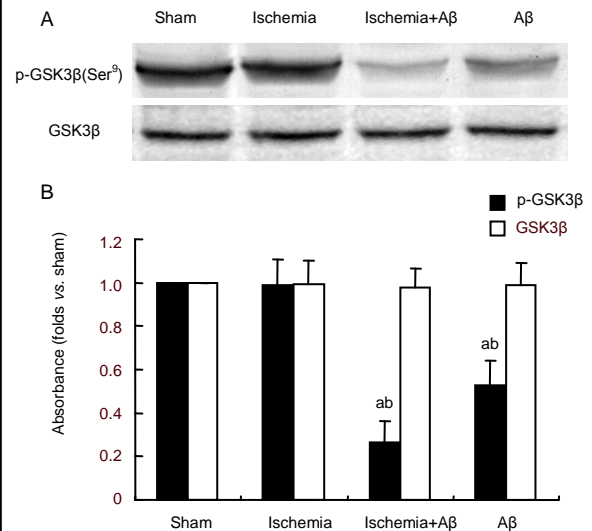 A
Sham Ischemia Ischemia+Aβ Aβ
p-GSK3β(Ser⁹)
GSK3β
B
p-GSK3β
GSK3β
Absorbance (folds vs. sham)
1.2
1.0
0.8
0.6
0.4
0.2
0
ab
ab
Sham Ischemia Ischemia+Aβ Aβ